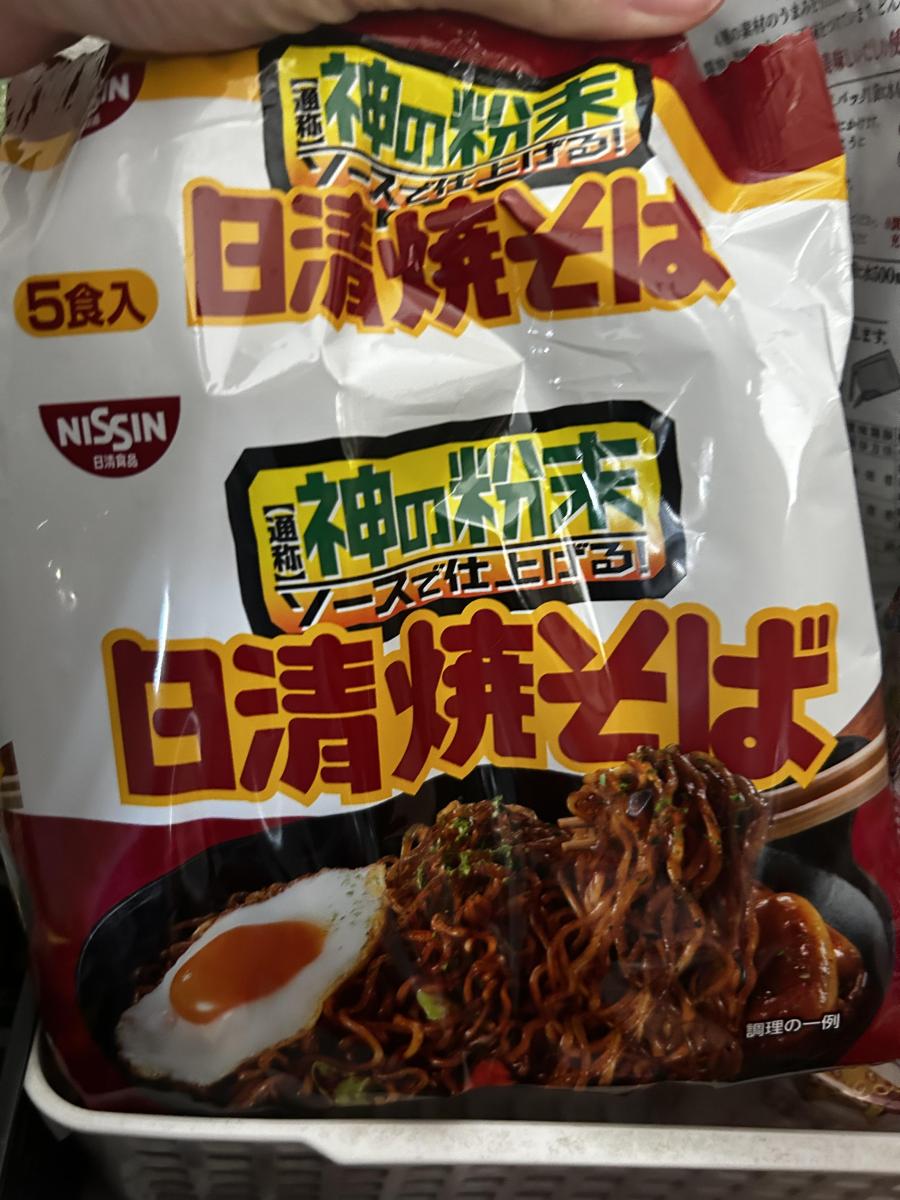 【通称】
神の粉末
ソースで仕上げる!
日清焼そば
5食入
NISSIN
日清食品
【通称】
神の粉末
ソースで仕上げる!
日清焼そば
調理の一例